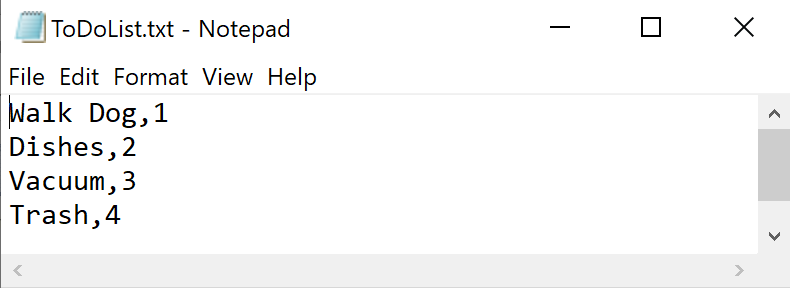 ToDoList.txt - Notepad
File Edit Format View Help
Walk Dog,1
Dishes,2
Vacuum,3
Trash,4